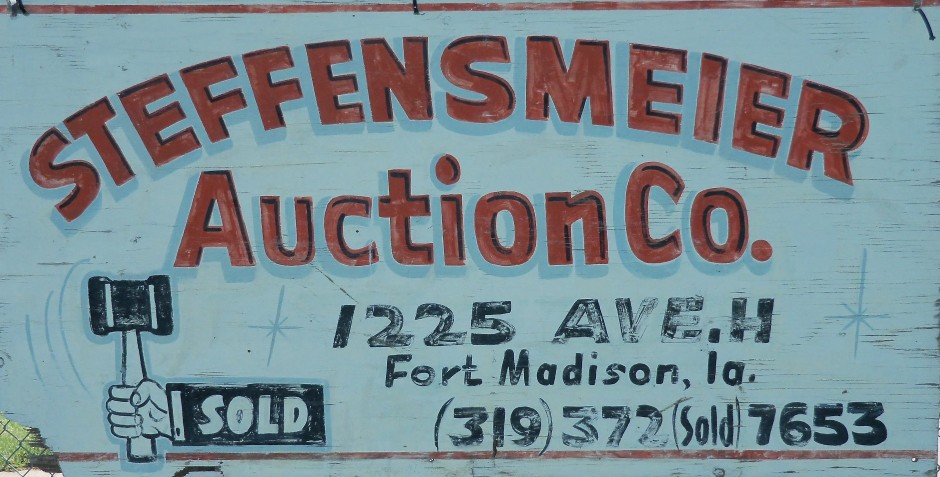 STEFFENSMEIER
Auction Co.
1225 AVE. H
Fort Madison, Ia.
SOLD
(319) 372 (Sold) 7653